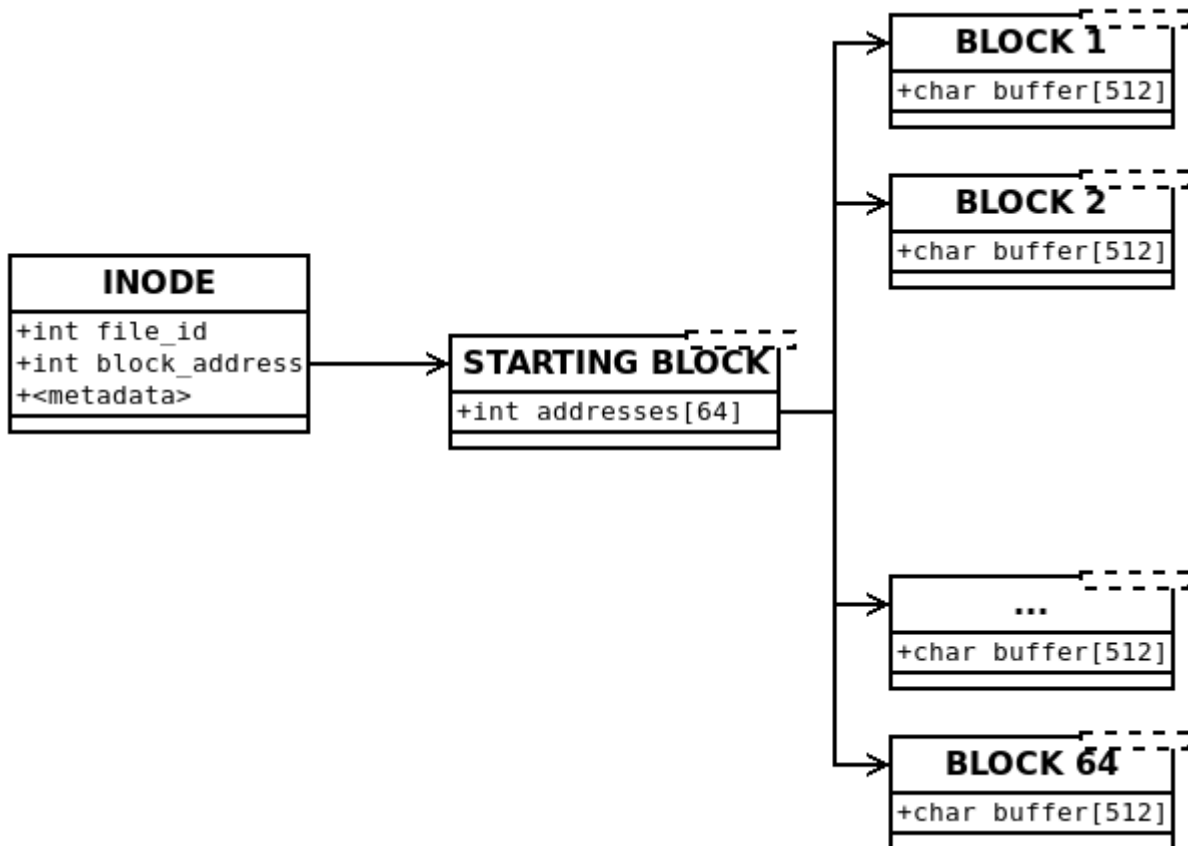 BLOCK 1
+char buffer[512]
BLOCK 2
+char buffer[512]
INODE
+int file_id
+int block_address
+<metadata>
STARTING BLOCK
+int addresses[64]
...
+char buffer[512]
BLOCK 64
+char buffer[512]